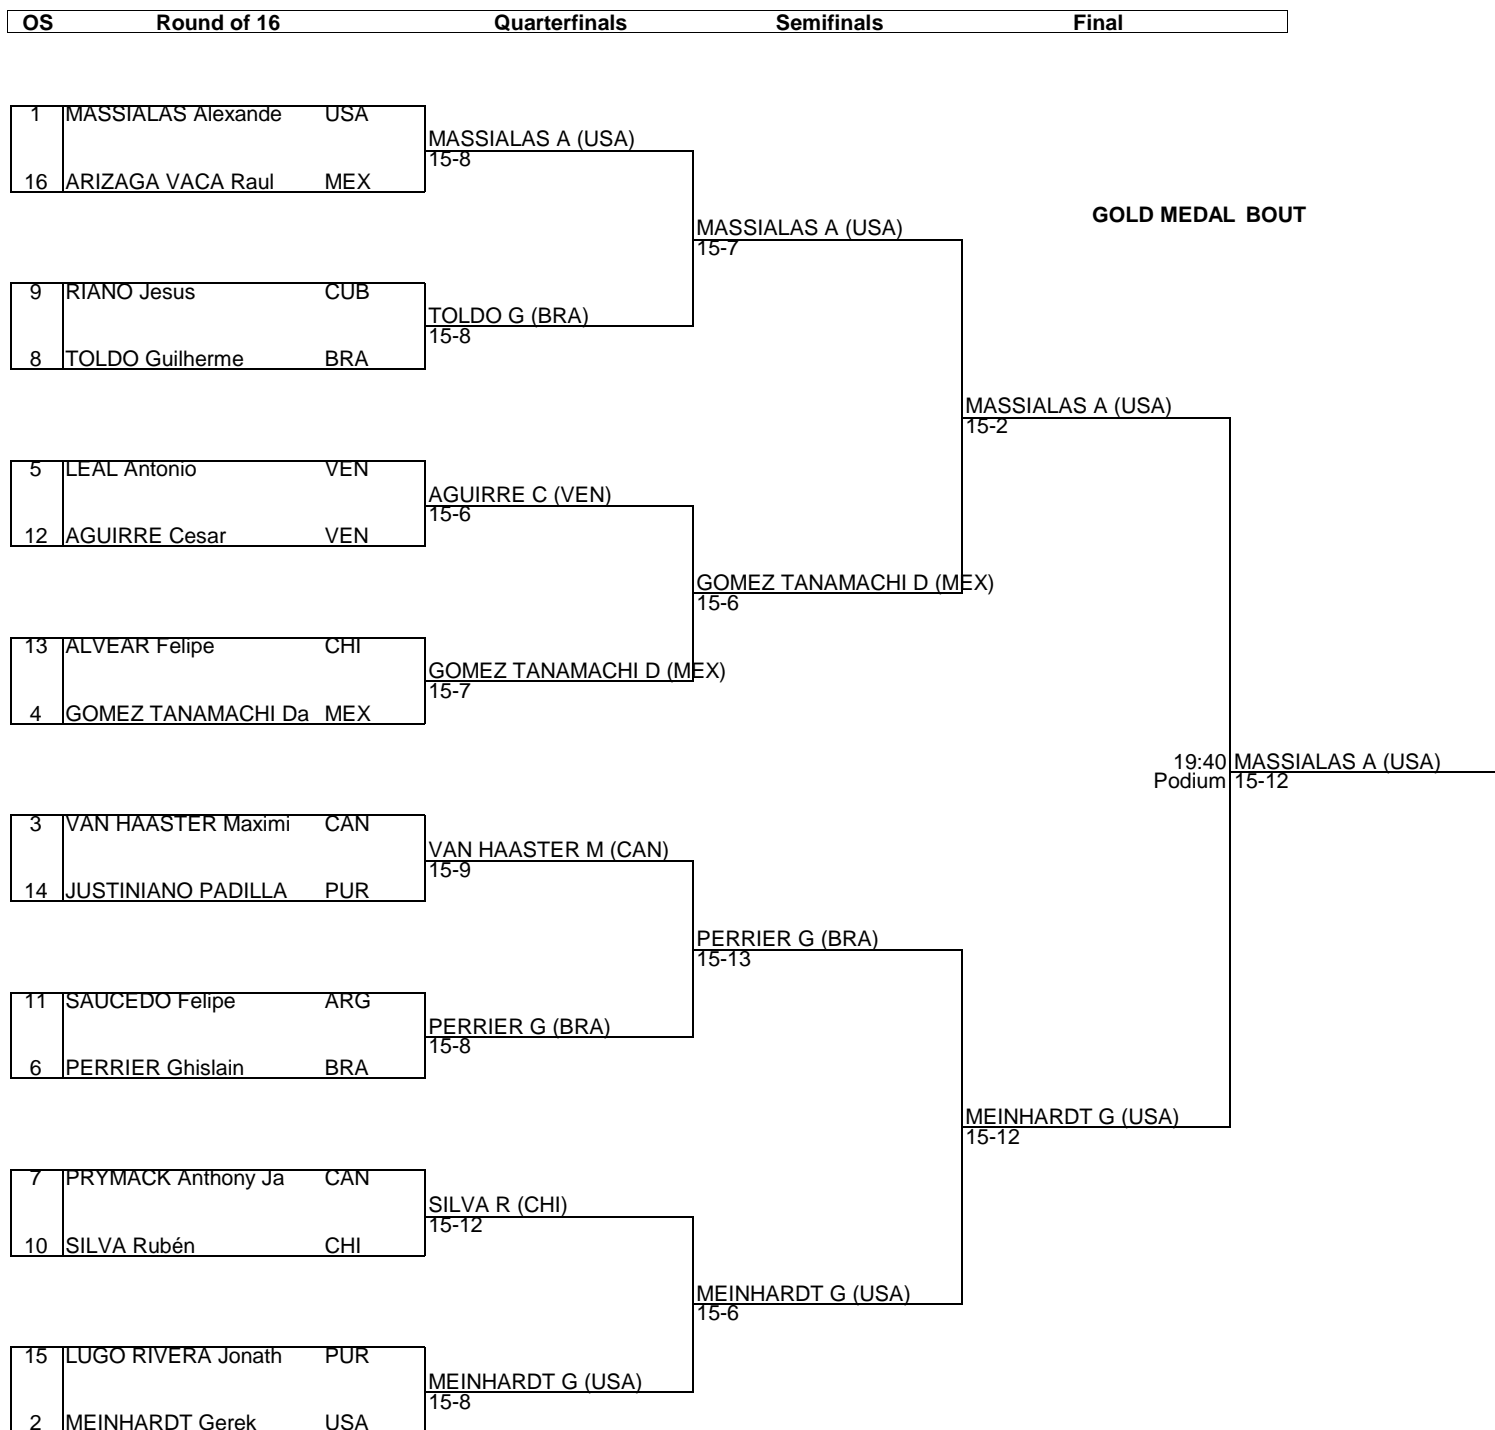 OS Round of 16 Quarterfinals Semifinals Final
1 MASSIALAS Alexande USA
MASSIALAS A (USA)
15-8
16 ARIZAGA VACA Raul MEX
GOLD MEDAL BOUT
MASSIALAS A (USA)
15-7
9 RIANO Jesus CUB
TOLDO G (BRA)
15-8
8 TOLDO Guilherme BRA
MASSIALAS A (USA)
15-2
5 LEAL Antonio VEN
AGUIRRE C (VEN)
15-6
12 AGUIRRE Cesar VEN
GOMEZ TANAMACHI D (MEX)
15-6
13 ALVEAR Felipe CHI
GOMEZ TANAMACHI D (MEX)
15-7
4 GOMEZ TANAMACHI Da MEX
19:40 MASSIALAS A (USA)
Podium 15-12
3 VAN HAASTER Maximi CAN
VAN HAASTER M (CAN)
15-9
14 JUSTINIANO PADILLA PUR
PERRIER G (BRA)
15-13
11 SAUCEDO Felipe ARG
PERRIER G (BRA)
15-8
6 PERRIER Ghislain BRA
MEINHARDT G (USA)
15-12
7 PRYMACK Anthony Ja CAN
SILVA R (CHI)
15-12
10 SILVA Rubén CHI
MEINHARDT G (USA)
15-6
15 LUGO RIVERA Jonath PUR
MEINHARDT G (USA)
15-8
2 MEINHARDT Gerek USA